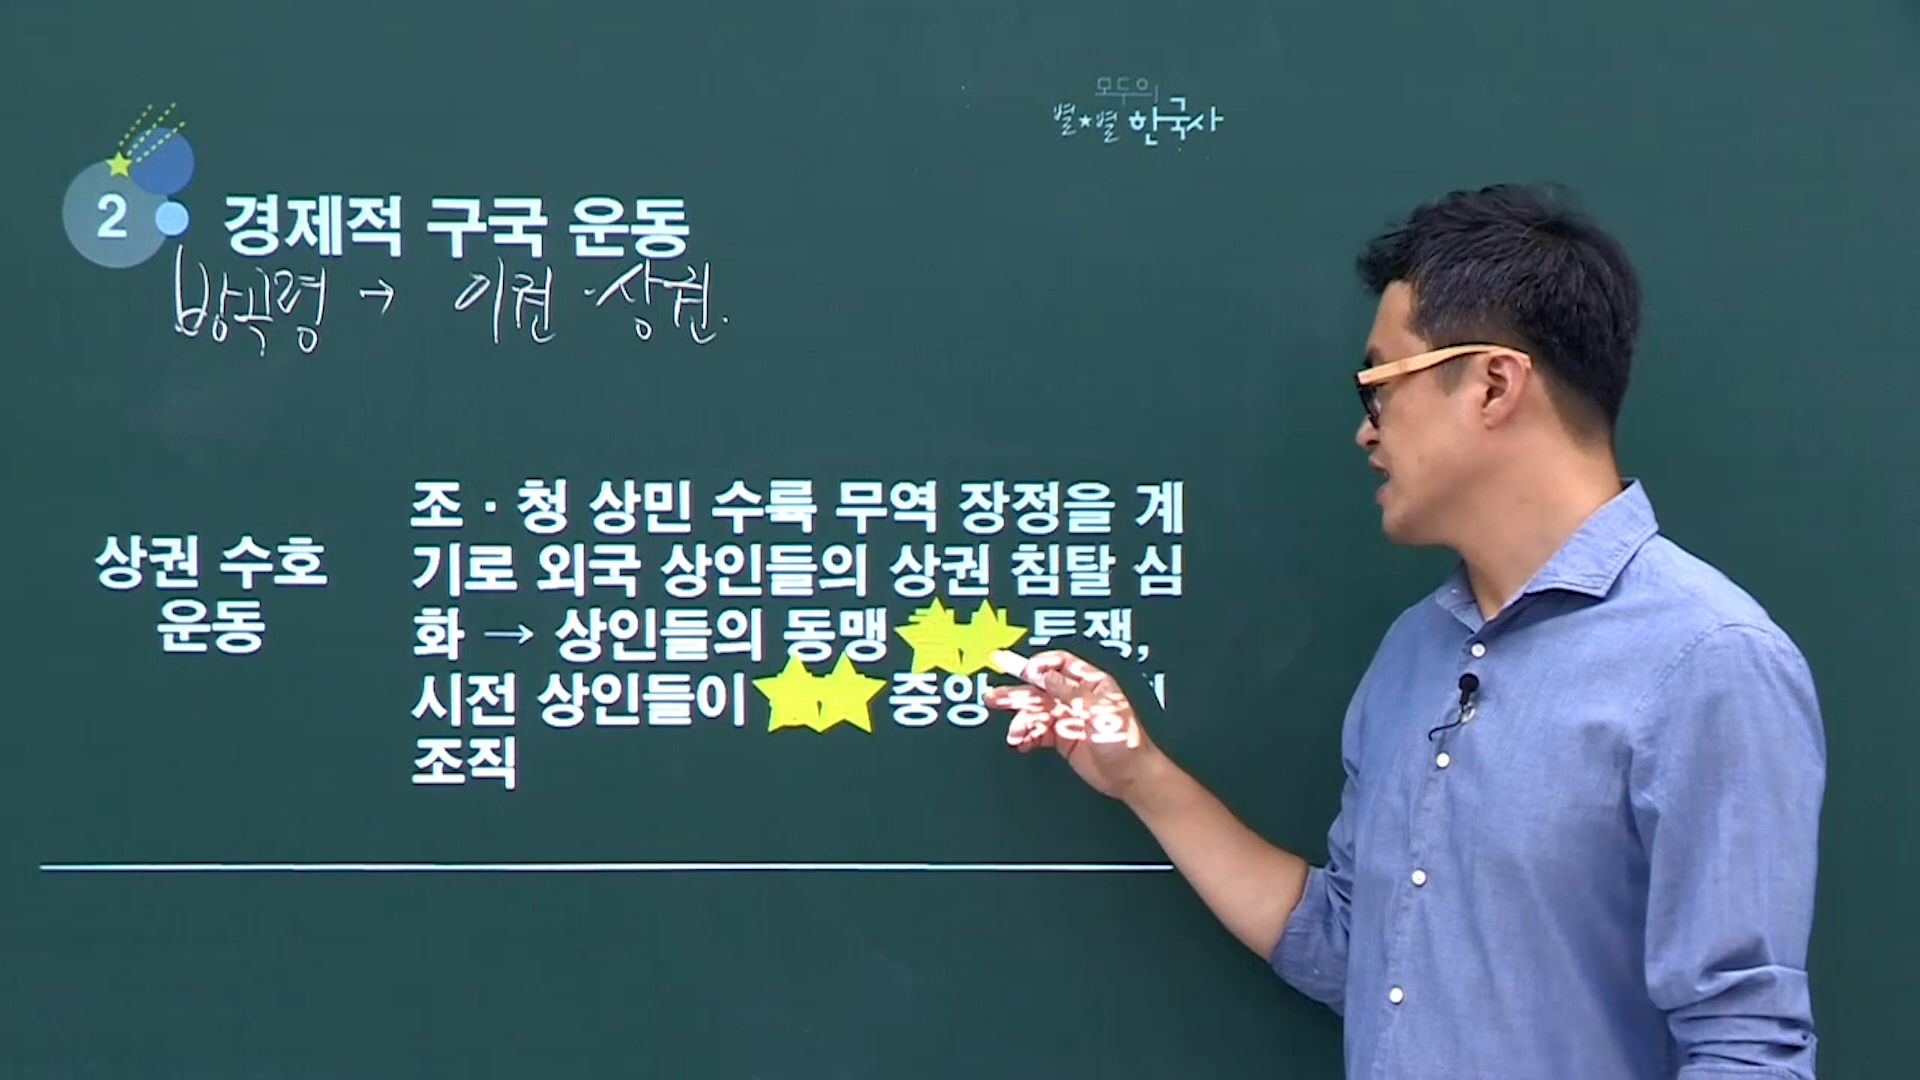 모두의
별★별 한국사
2 경제적 구국 운동
방곡령 → 이권·상권.
상권 수호
운동
조·청 상민 수륙 무역 장정을 계
기로 외국 상인들의 상권 침탈 심
화 → 상인들의 동맹 투쟁,
시전 상인들이 중앙 총상회
조직